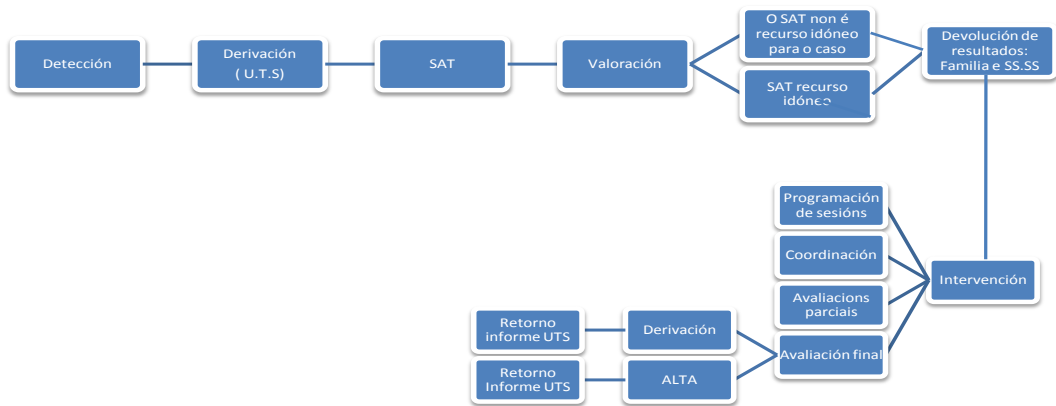 Detección
Derivación
( U.T.S)
SAT
Valoración
O SAT non é
recurso idóneo
para o caso
SAT recurso
idóneo
Devolución de
resultados:
Familia e SS.SS
Programación
de sesións
Coordinación
Avaliacions
parciais
Intervención
Retorno
informe UTS
Derivación
Avaliación final
Retorno
Informe UTS
ALTA